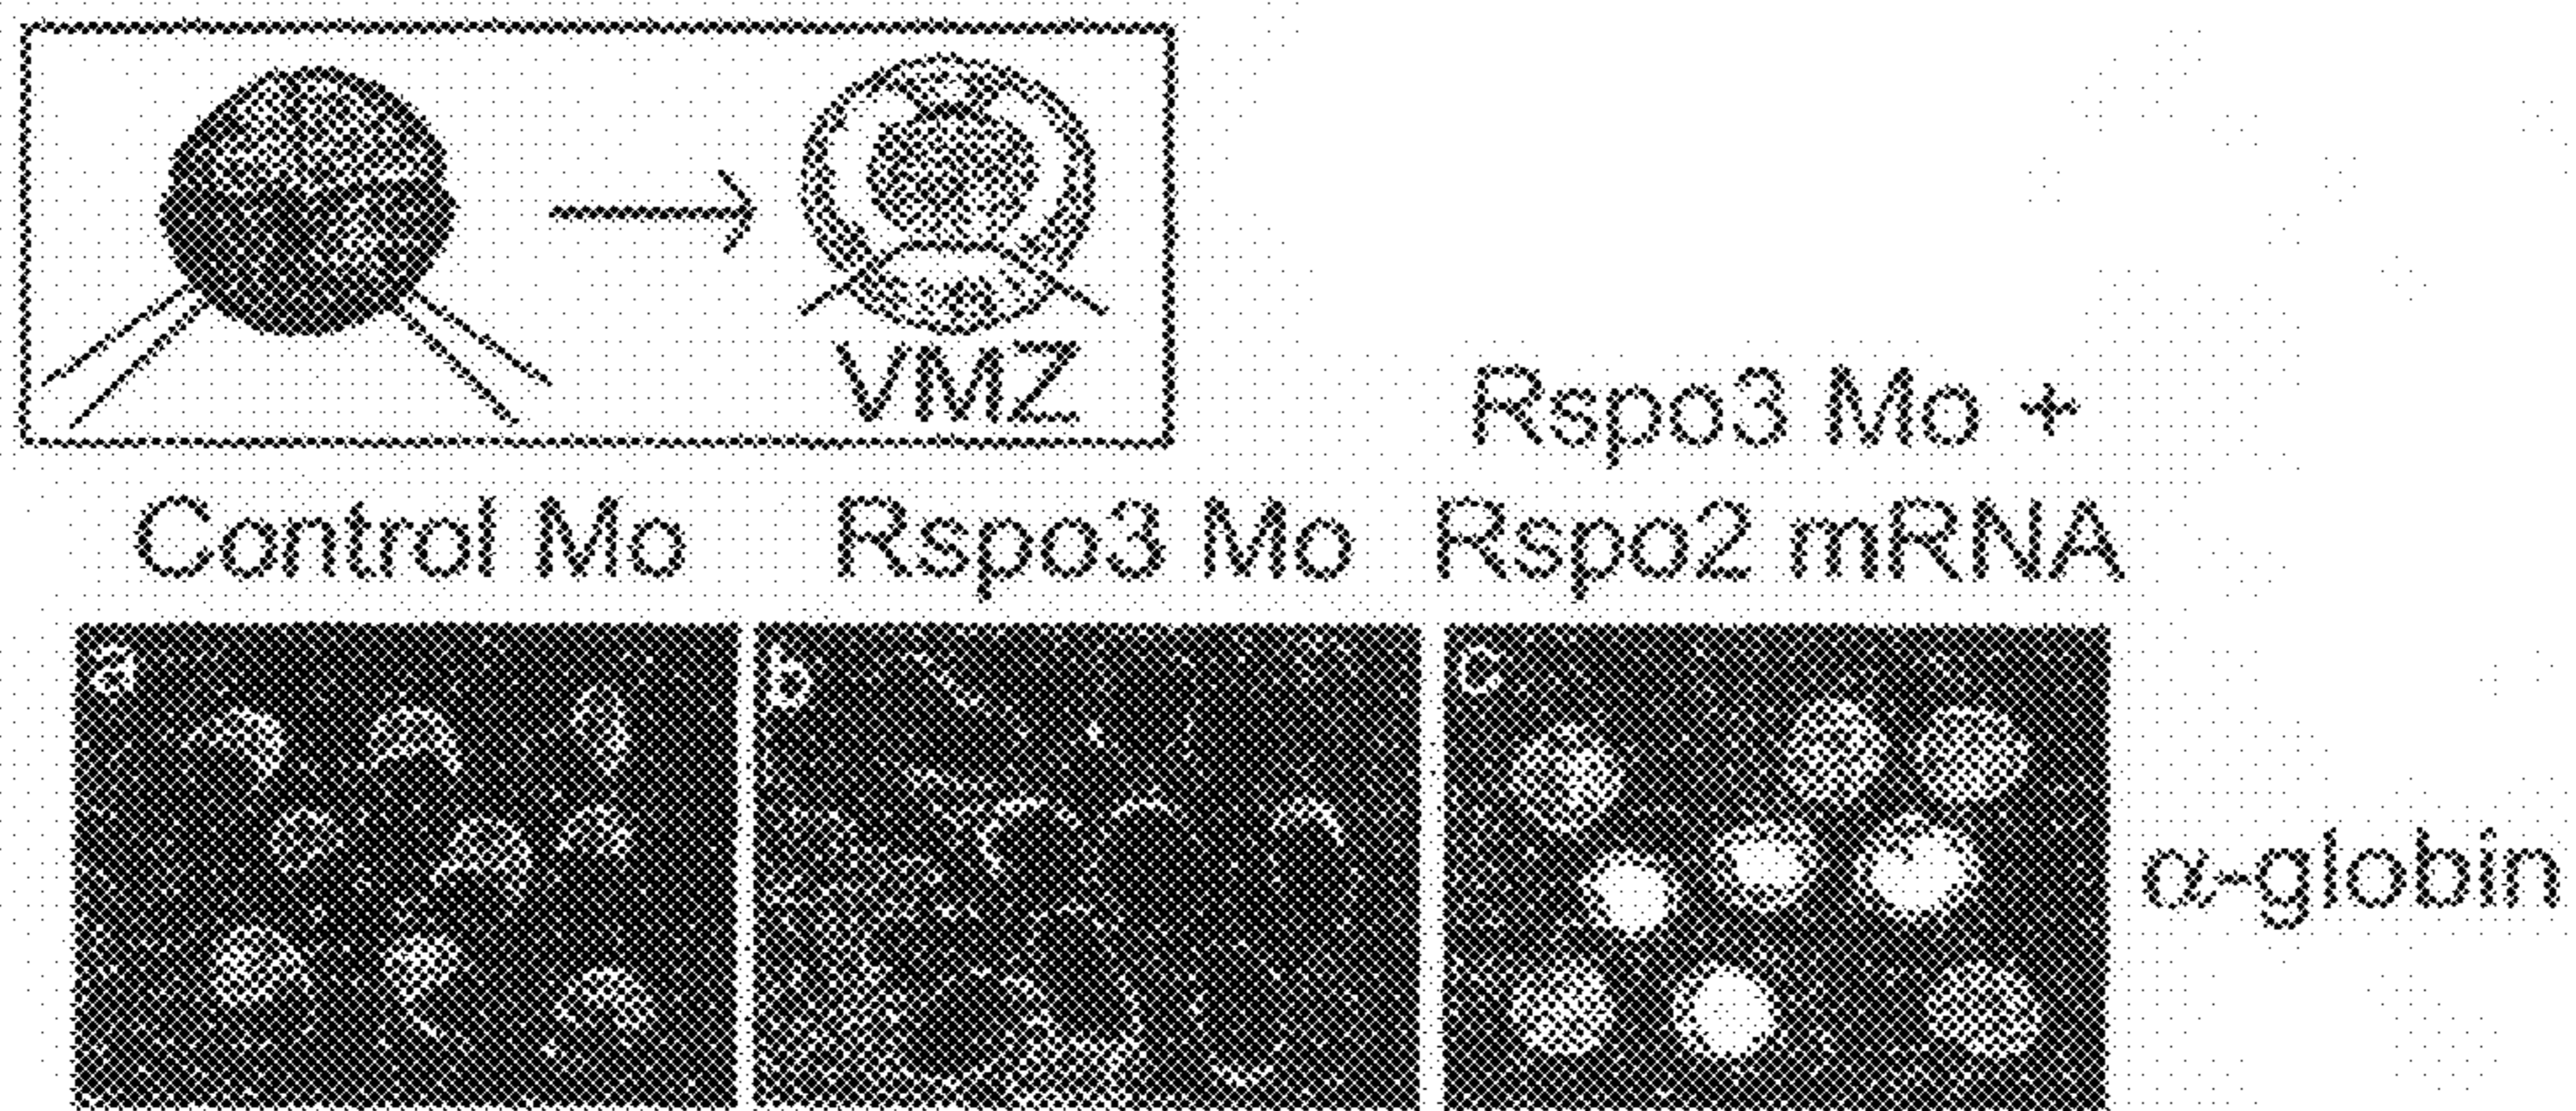 VMZ
Control Mo
Rspo3 Mo
Rspo3 Mo +
Rspo2 mRNA
a
b
c
α-globin